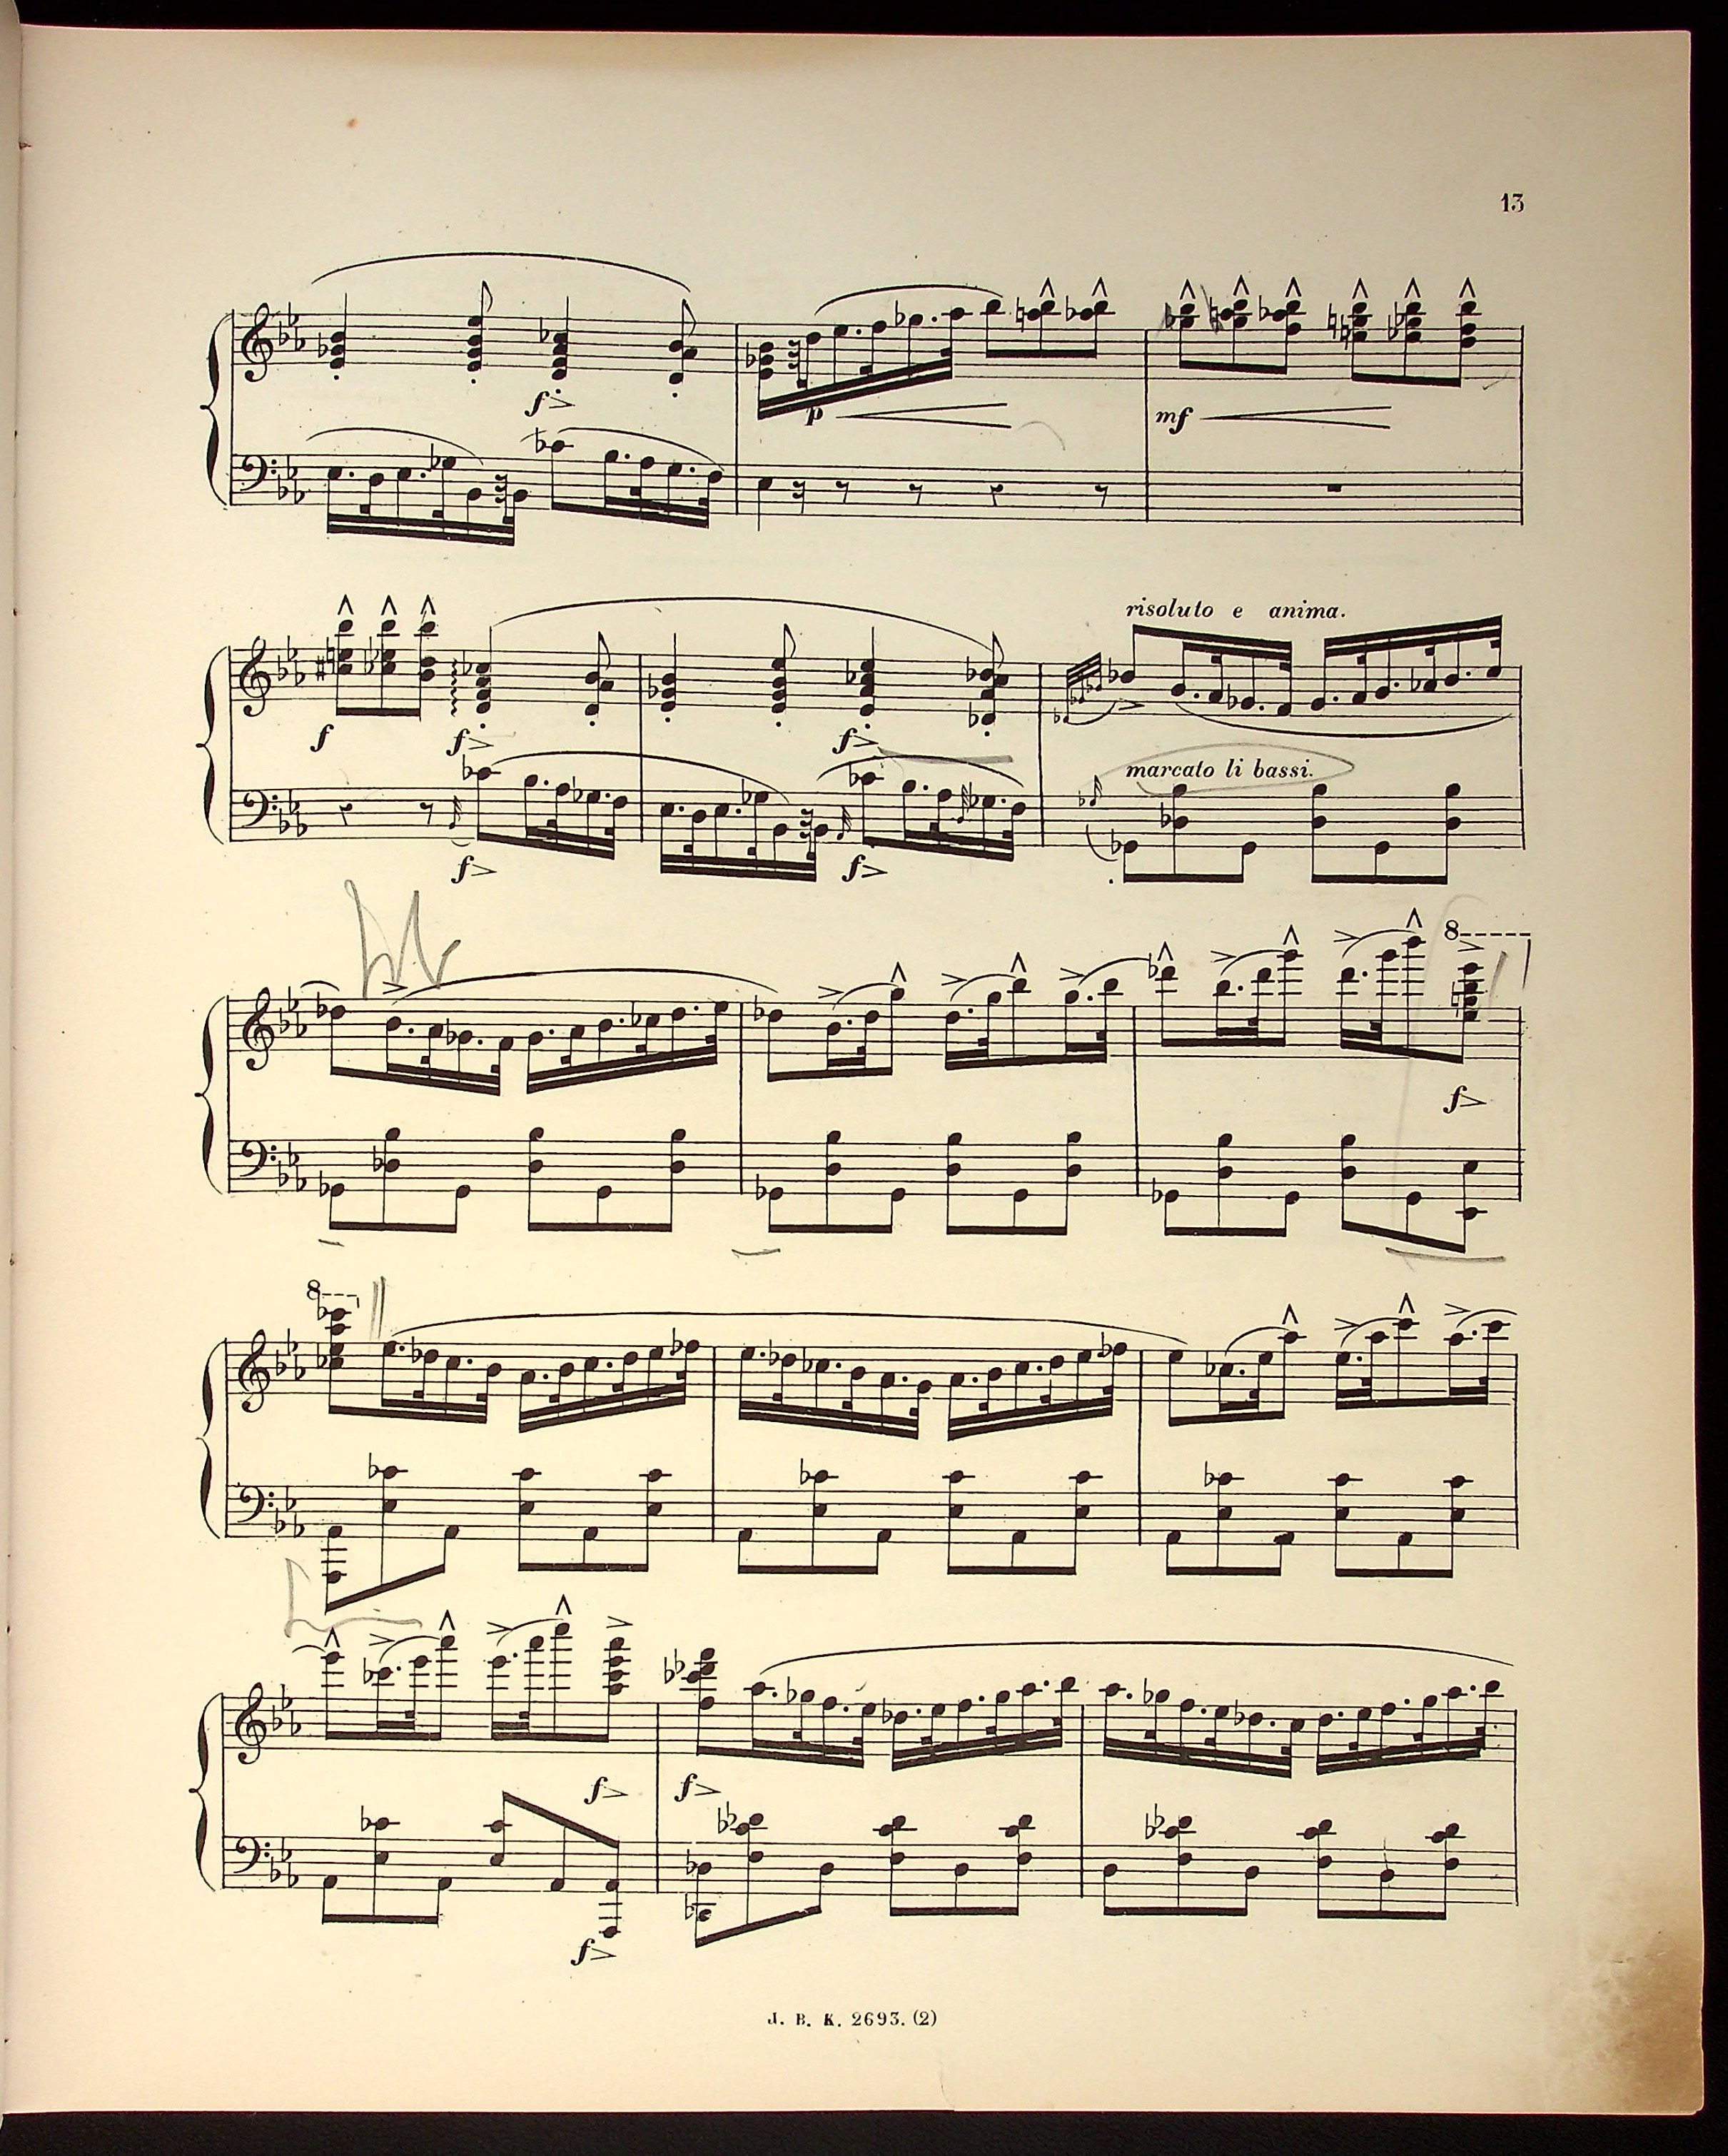 13
f
p
mf
risoluto e anima.
f
f
f
marcato li bassi.
f
f
8
f
8
f
f
f
J. B. K. 2693. (2)